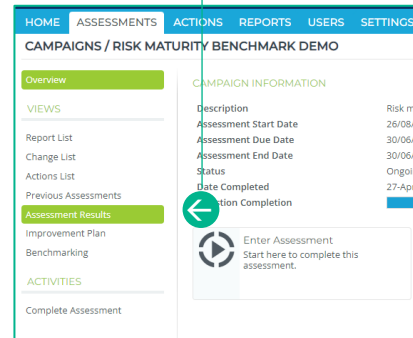 HOME ASSESSMENTS ACTIONS REPORTS USERS SETTINGS
CAMPAIGNS / RISK MATURITY BENCHMARK DEMO
Overview
VIEWS
Report List
Change List
Actions List
Previous Assessments
Assessment Results
Improvement Plan
Benchmarking
ACTIVITIES
Complete Assessment
CAMPAIGN INFORMATION
Description Risk
Assessment Start Date 26/08/
Assessment Due Date 30/06/
Assessment End Date 30/06/
Status
Date Completed 27-Apr
Completion
Enter Assessment
Start here to complete this
assessment.